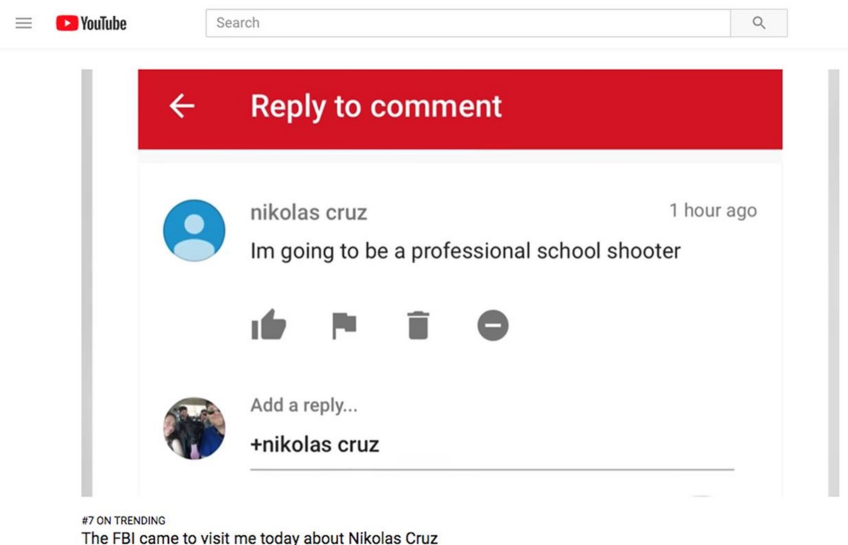 YouTube
Search
Reply to comment
nikolas cruz
1 hour ago
Im going to be a professional school shooter
Add a reply...
+nikolas cruz
#7 ON TRENDING
The FBI came to visit me today about Nikolas Cruz